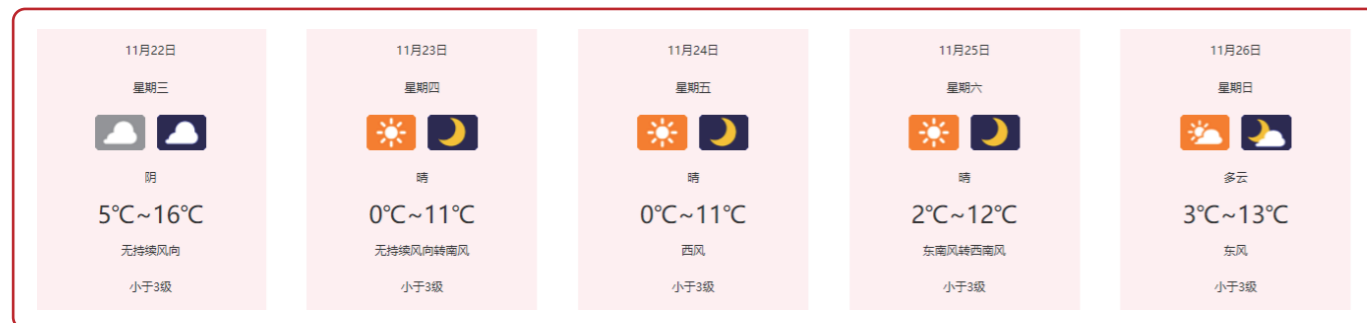 11月22日
星期三
阴
5℃~16℃
无持续风向
小于3级
11月23日
星期四
晴
0℃~11℃
无持续风向转南风
小于3级
11月24日
星期五
晴
0℃~11℃
西风
小于3级
11月25日
星期六
晴
2℃~12℃
东南风转西南风
小于3级
11月26日
星期日
多云
3℃~13℃
东风
小于3级